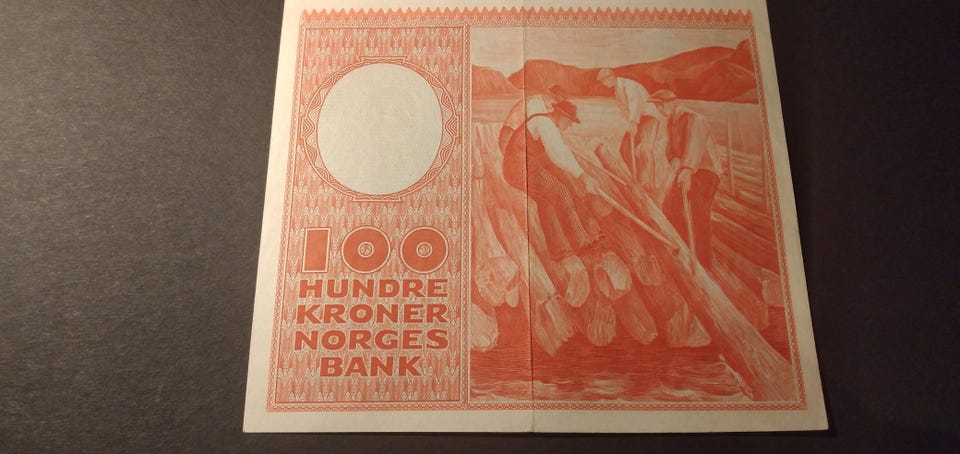 100
HUNDRE
KRONER
NORGES
BANK